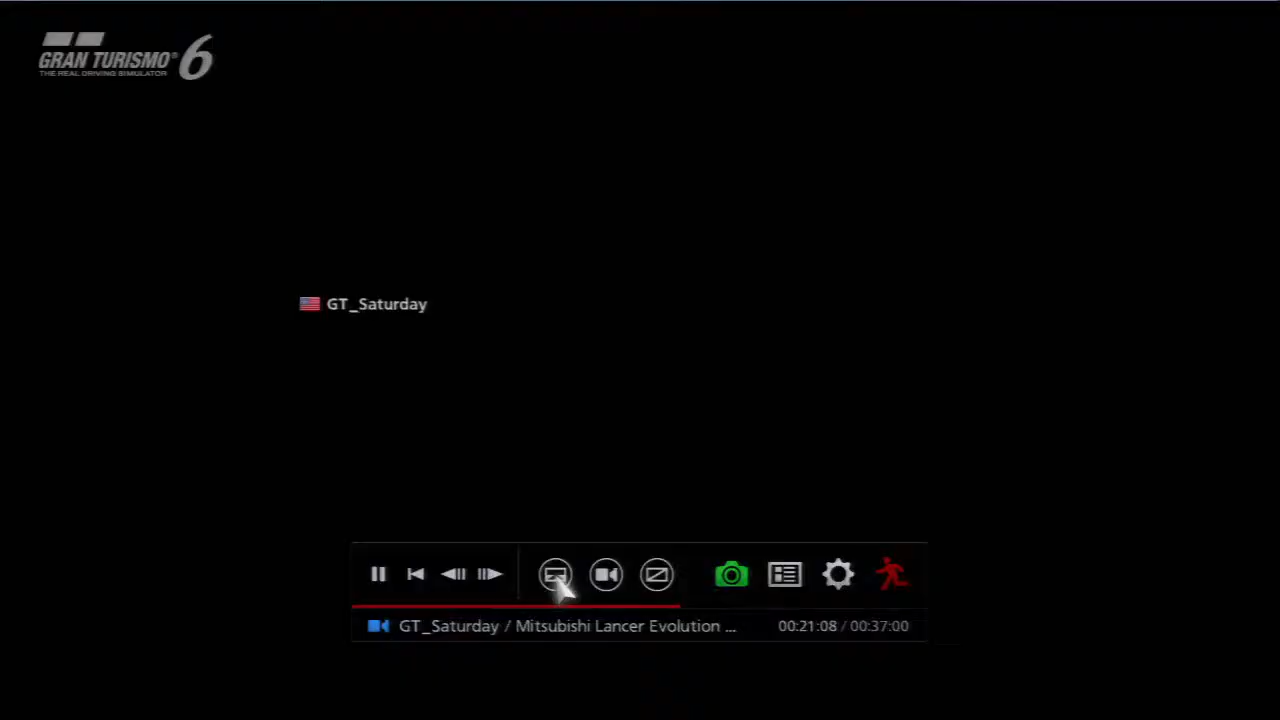 GRAN TURISMO® 6
THE REAL DRIVING SIMULATOR
GT_Saturday
GT_Saturday / Mitsubishi Lancer Evolution ... 00:21:08 / 00:37:00